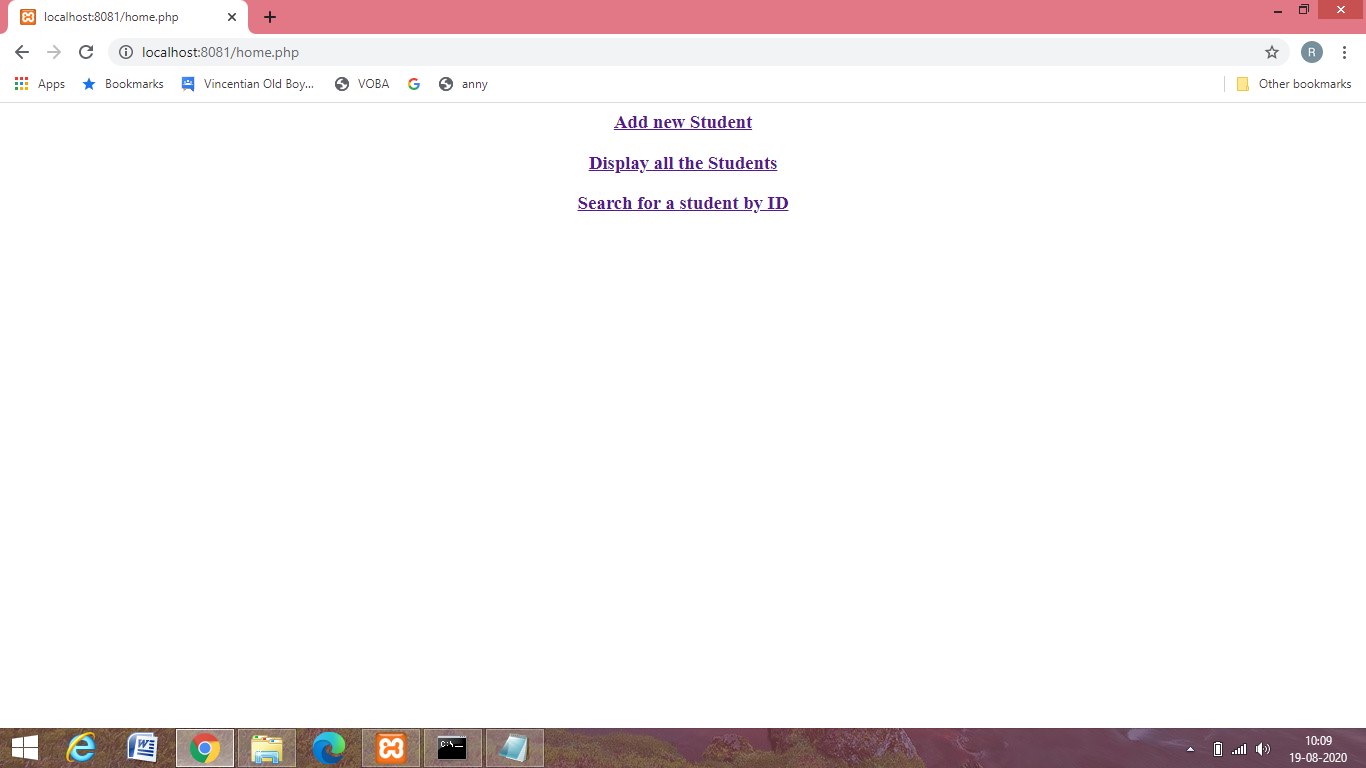 localhost:8081/home.php
localhost:8081/home.php
R
Apps Bookmarks Vincentian Old Boy... VOBA anny Other bookmarks
Add new Student
Display all the Students
Search for a student by ID
C:\
10:09
19-08-2020